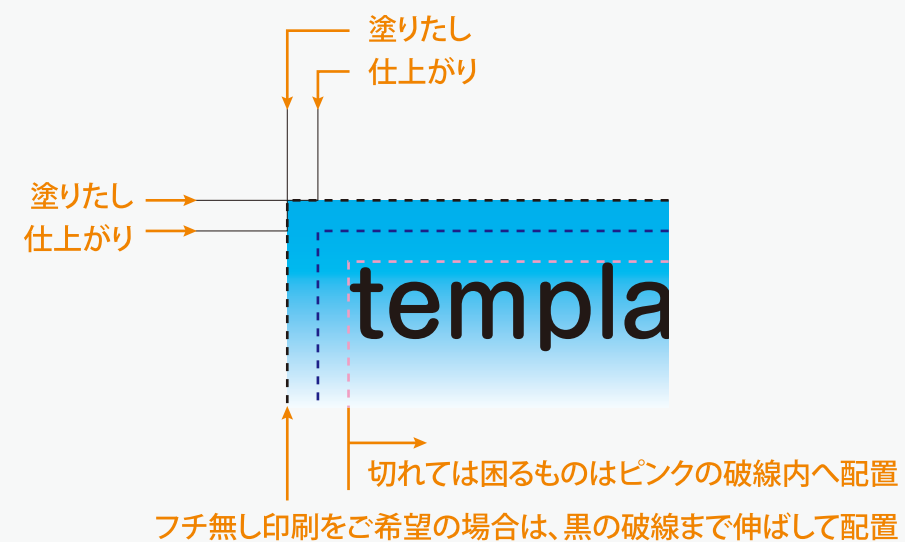 塗りたし
仕上がり
塗りたし
仕上がり
templa
切れては困るものはピンクの破線内へ配置
フチ無し印刷をご希望の場合は、黒の破線まで伸ばして配置